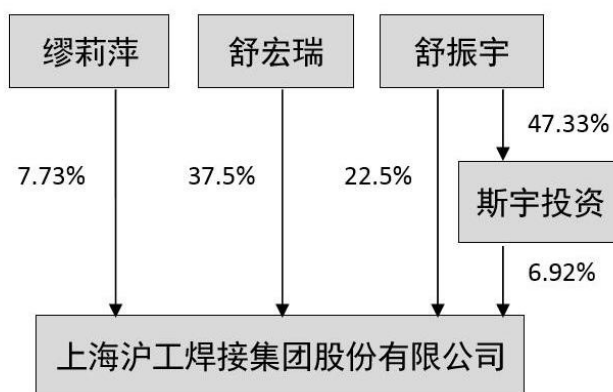 缪莉萍
舒宏瑞
舒振宇
47.33%
7.73%
37.5%
22.5%
斯宇投资
6.92%
上海沪工焊接集团股份有限公司